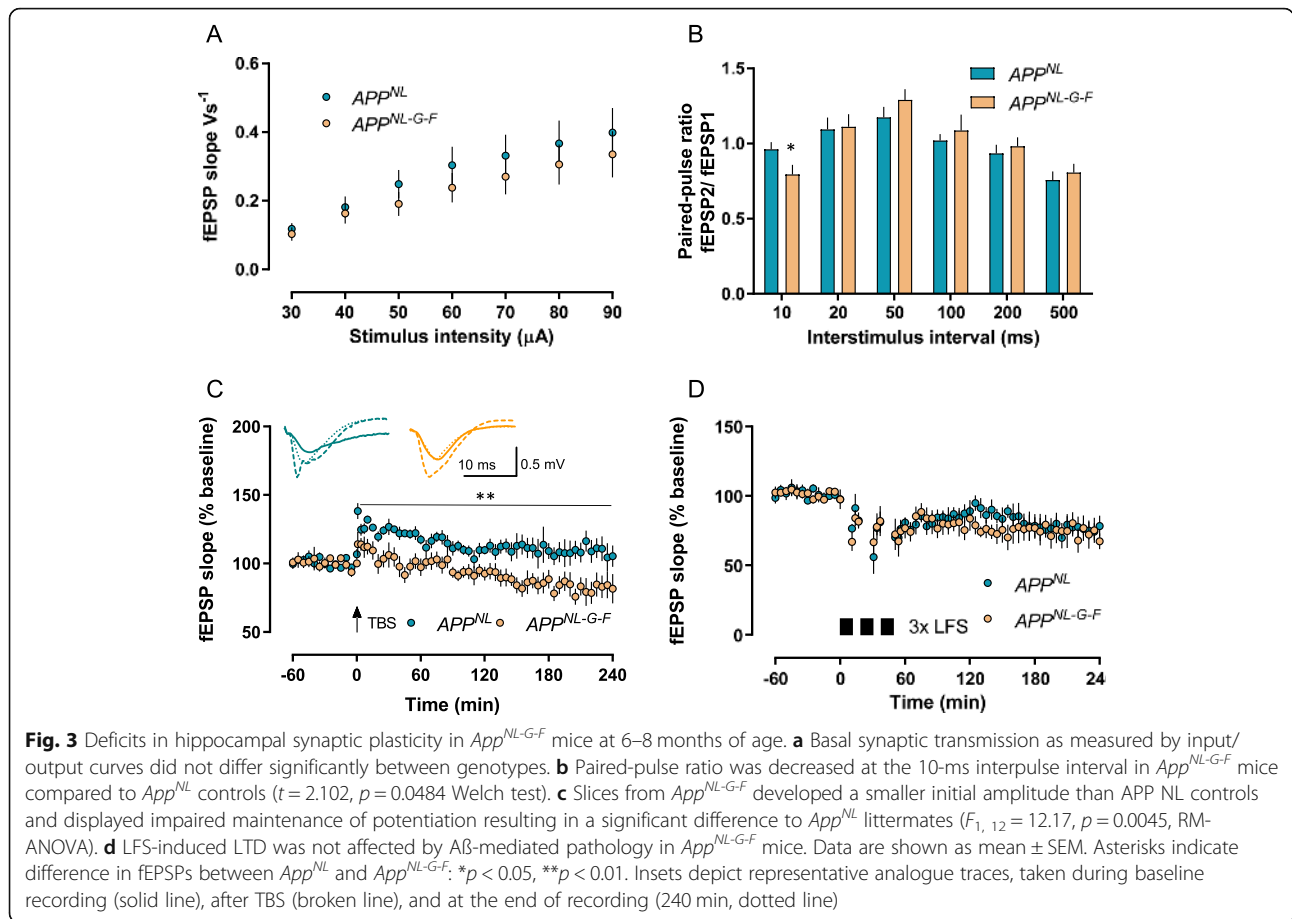 A
0.6
0.4
0.2
0.0
fEPSP slope Vs-1
APP^NL
APP^NL-G-F
30 40 50 60 70 80 90
Stimulus intensity (µA)
B
1.5
1.0
0.5
0.0
Paired-pulse ratio
fEPSP2/ fEPSP1
APP^NL
APP^NL-G-F
*
10 20 50 100 200 500
Interstimulus interval (ms)
C
200
150
100
50
fEPSP slope (% baseline)
10 ms
0.5 mV
**
TBS APP^NL APP^NL-G-F
-60 0 60 120 180 240
Time (min)
D
150
100
50
0
fEPSP slope (% baseline)
APP^NL
APP^NL-G-F
3x LFS
-60 0 60 120 180 24
Time (min)
Fig. 3 Deficits in hippocampal synaptic plasticity in App^NL-G-F mice at 6–8 months of age. a Basal synaptic transmission as measured by input/
output curves did not differ significantly between genotypes. b Paired-pulse ratio was decreased at the 10-ms interpulse interval in App^NL-G-F mice
compared to App^NL controls (t = 2.102, p = 0.0484 Welch test). c Slices from App^NL-G-F developed a smaller initial amplitude than APP NL controls
and displayed impaired maintenance of potentiation resulting in a significant difference to App^NL littermates (F1, 12 = 12.17, p = 0.0045, RM-
ANOVA). d LFS-induced LTD was not affected by Aß-mediated pathology in App^NL-G-F mice. Data are shown as mean ± SEM. Asterisks indicate
difference in fEPSPs between App^NL and App^NL-G-F: *p < 0.05, **p < 0.01. Insets depict representative analogue traces, taken during baseline
recording (solid line), after TBS (broken line), and at the end of recording (240 min, dotted line)